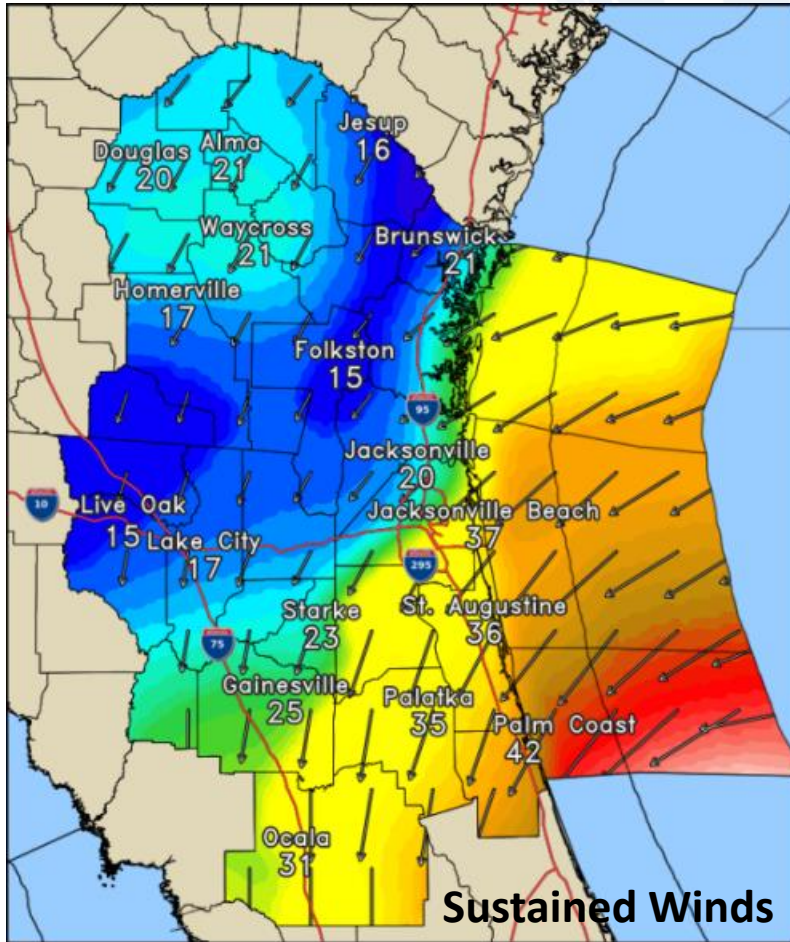 Jesup
16
Douglas
20
Alma
21
Waycross
21
Brunswick
21
Homerville
17
Folkston
15
95
Jacksonville
20
10
Live Oak
15
Lake City
17
Jacksonville Beach
37
295
Starke
23
St. Augustine
36
75
Gainesville
25
Palatka
35
Palm Coast
42
Ocala
31
Sustained Winds